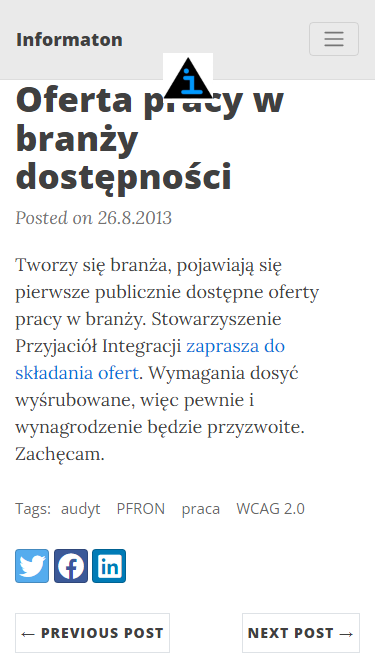 Informaton
Oferta pracy w
branży
dostępności
Posted on 26.8.2013
Tworzy się branża, pojawiają się
pierwsze publicznie dostępne oferty
pracy w branży. Stowarzyszenie
Przyjaciół Integracji zaprasza do
składania ofert. Wymagania dosyć
wyśrubowane, więc pewnie i
wynagrodzenie będzie przyzwoite.
Zachęcam.
Tags: audyt PFRON praca WCAG 2.0
← PREVIOUS POST
NEXT POST →